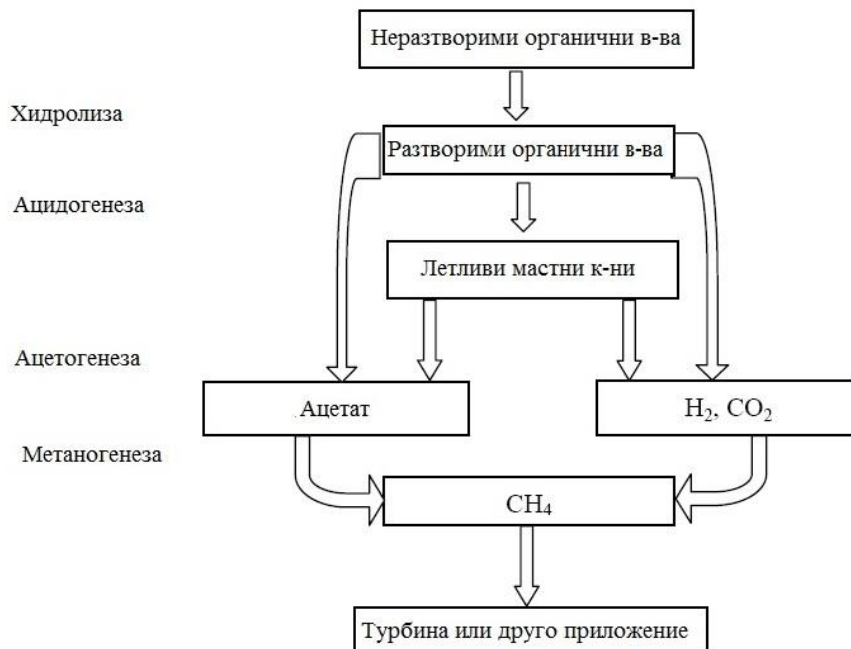 Неразтворими органични в-ва
Хидролиза
Разтворими органични в-ва
Ацидогенеза
Летливи мастни к-ни
Ацетогенеза
Ацетат
H₂, CO₂
Метаногенеза
CH₄
Турбина или друго приложение